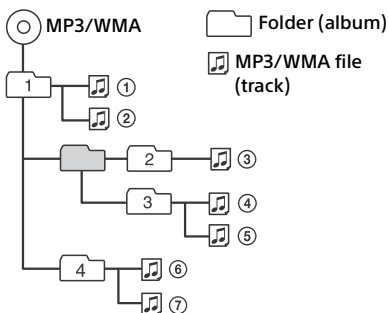 MP3/WMA
Folder (album)
MP3/WMA file
(track)
1
①
②
2
③
3
④
⑤
4
⑥
⑦